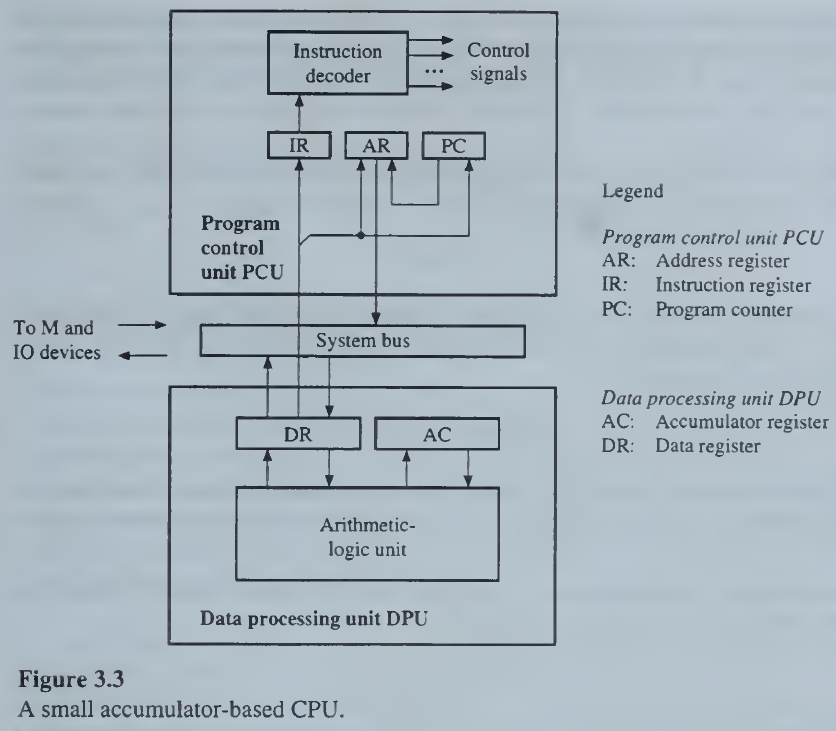 Instruction
decoder
Control
signals
...
IR
AR
PC
Program
control
unit PCU
Legend
Program control unit PCU
AR: Address register
IR: Instruction register
PC: Program counter
To M and
IO devices
System bus
Data processing unit DPU
AC: Accumulator register
DR: Data register
DR
AC
Arithmetic-
logic unit
Data processing unit DPU
Figure 3.3
A small accumulator-based CPU.